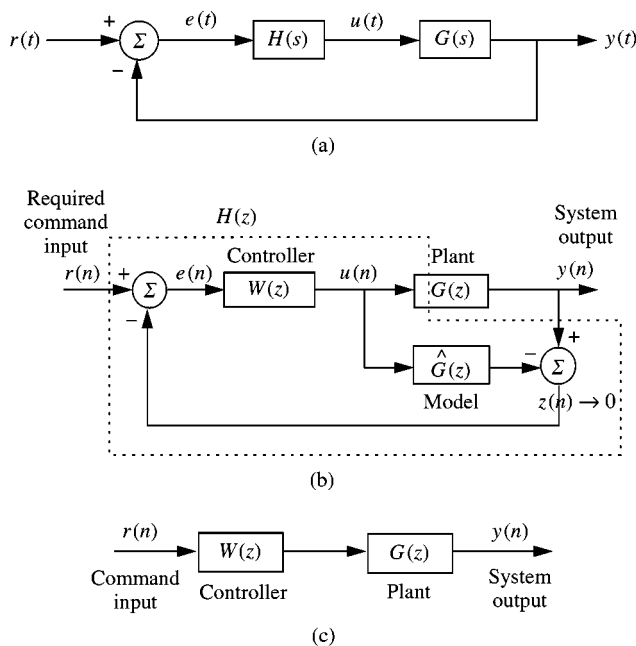 r(t)
+
Σ
−
e(t)
H(s)
u(t)
G(s)
y(t)
(a)
Required
command
input
H(z)
System
output
Controller
Plant
r(n)
+
Σ
−
e(n)
W(z)
u(n)
G(z)
y(n)
+
−
Σ
Ĝ(z)
Model
z(n) → 0
(b)
r(n)
W(z)
G(z)
y(n)
Command
input
Controller
Plant
System
output
(c)